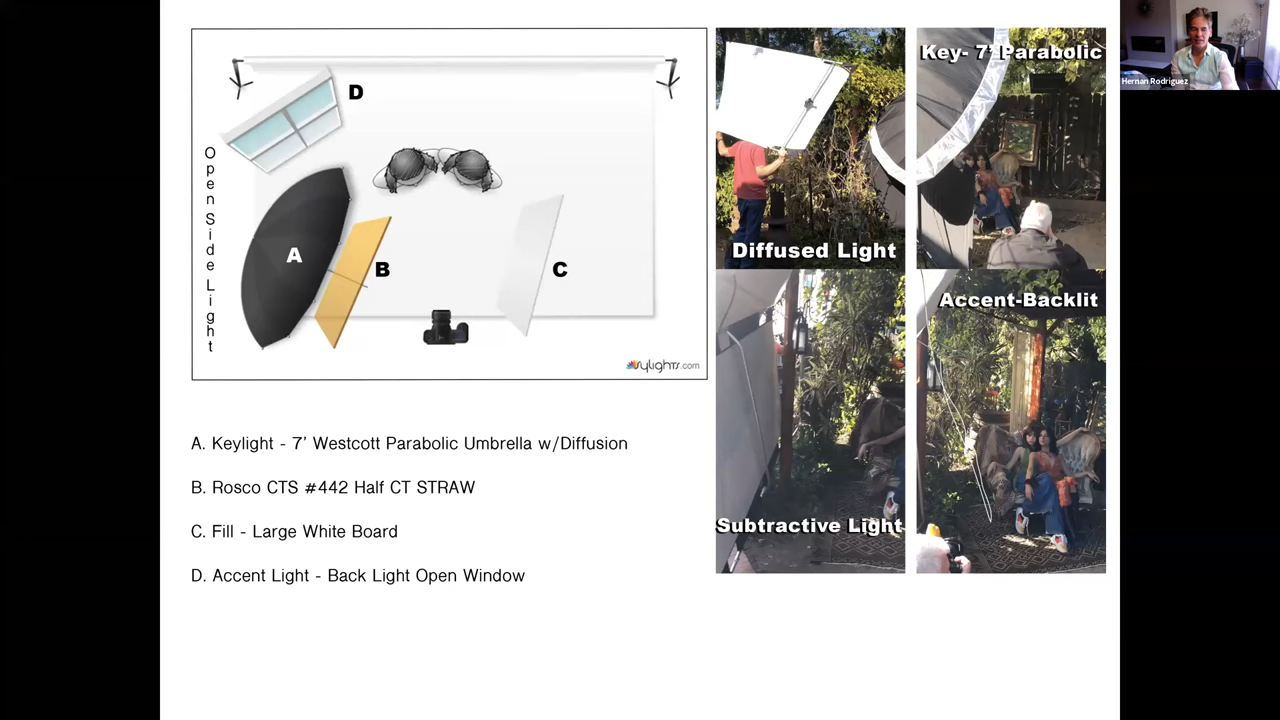 D
Open Side Light
A
B
C
sylights.com
A. Keylight - 7' Westcott Parabolic Umbrella w/Diffusion
B. Rosco CTS #442 Half CT STRAW
C. Fill - Large White Board
D. Accent Light - Back Light Open Window
Diffused Light
Key- 7' Parabolic
Subtractive Light
Accent-Backlit
Hernan Rodriguez